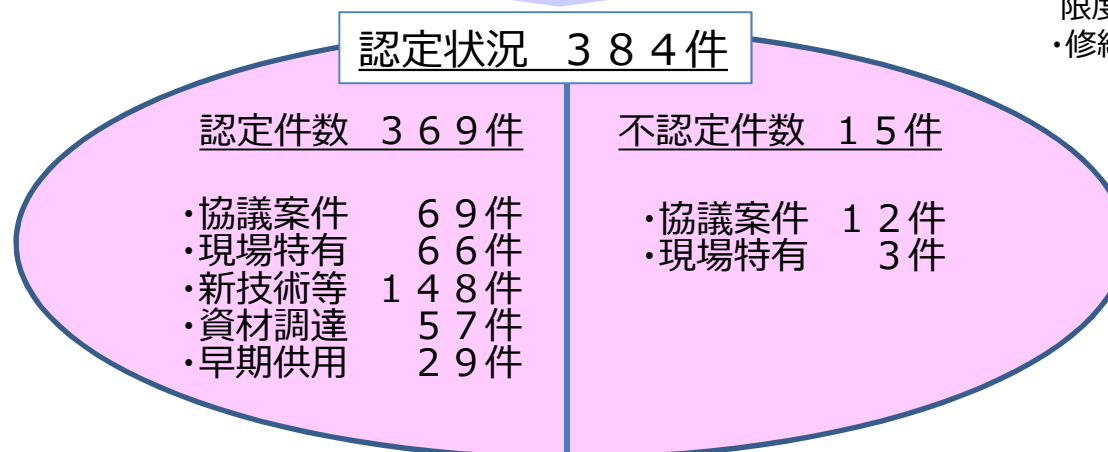 限度
・修
認定状況　３８４件
認定件数　３６９件
・協議案件　６９件
・現場特有　６６件
・新技術等　１４８件
・資材調達　５７件
・早期供用　２９件
不認定件数　１５件
・協議案件　１２件
・現場特有　３件